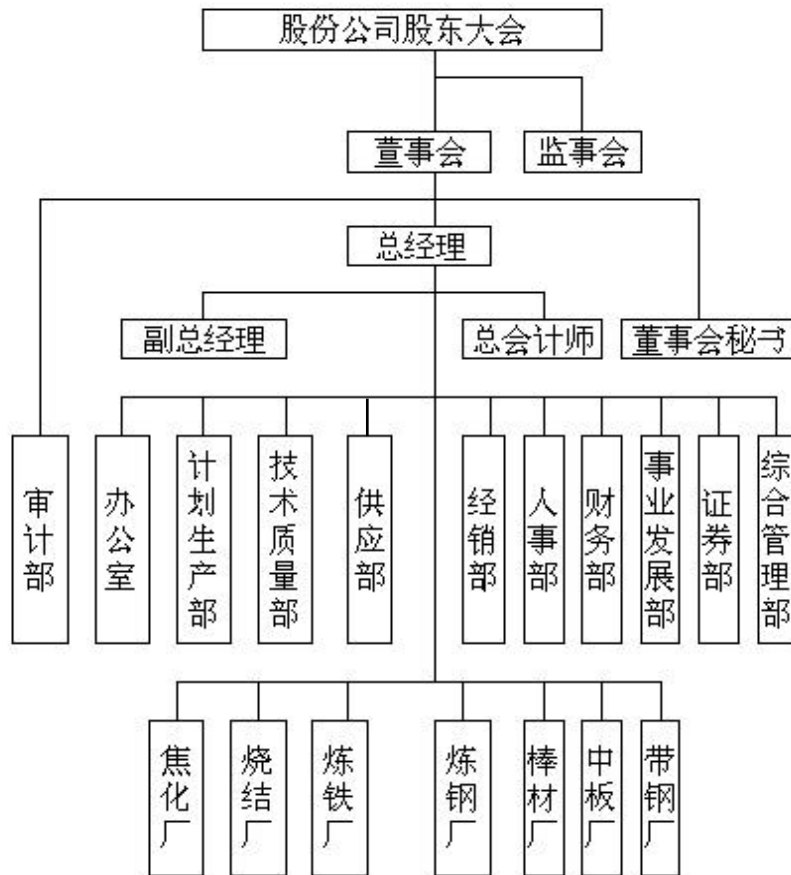 股份公司股东大会
董事会
监事会
总经理
副总经理
总会计师
董事会秘书
审计部
办公室
计划生产部
技术质量部
供应部
经销部
人事部
财务部
事业发展部
证券部
综合管理部
焦化厂
烧结厂
炼铁厂
炼钢厂
棒材厂
中板厂
带钢厂